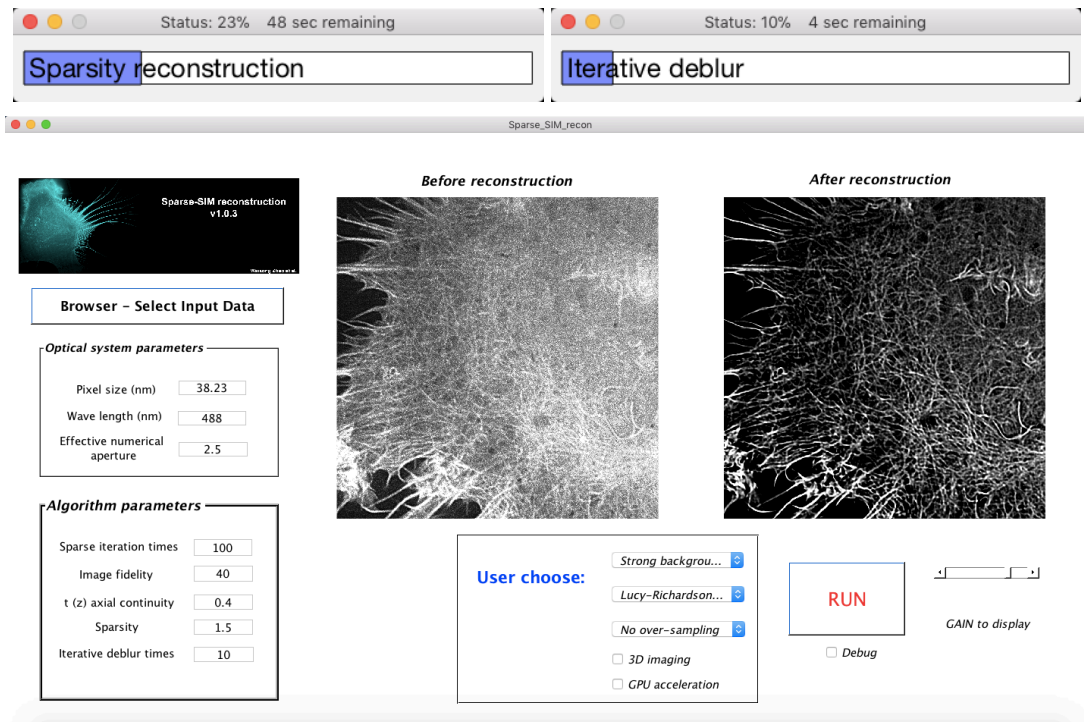 Status: 23%    48 sec remaining
Sparsity reconstruction
Status: 10%    4 sec remaining
Iterative deblur
Sparse_SIM_recon
Sparse-SIM reconstruction
v1.0.3
Browser - Select Input Data
Optical system parameters
Pixel size (nm) 38.23
Wave length (nm) 488
Effective numerical
aperture 2.5
Algorithm parameters
Sparse iteration times 100
Image fidelity 40
t (z) axial continuity 0.4
Sparsity 1.5
Iterative deblur times 10
Before reconstruction
After reconstruction
User choose:
Strong backgrou...
Lucy-Richardson...
No over-sampling
3D imaging
GPU acceleration
RUN
Debug
GAIN to display